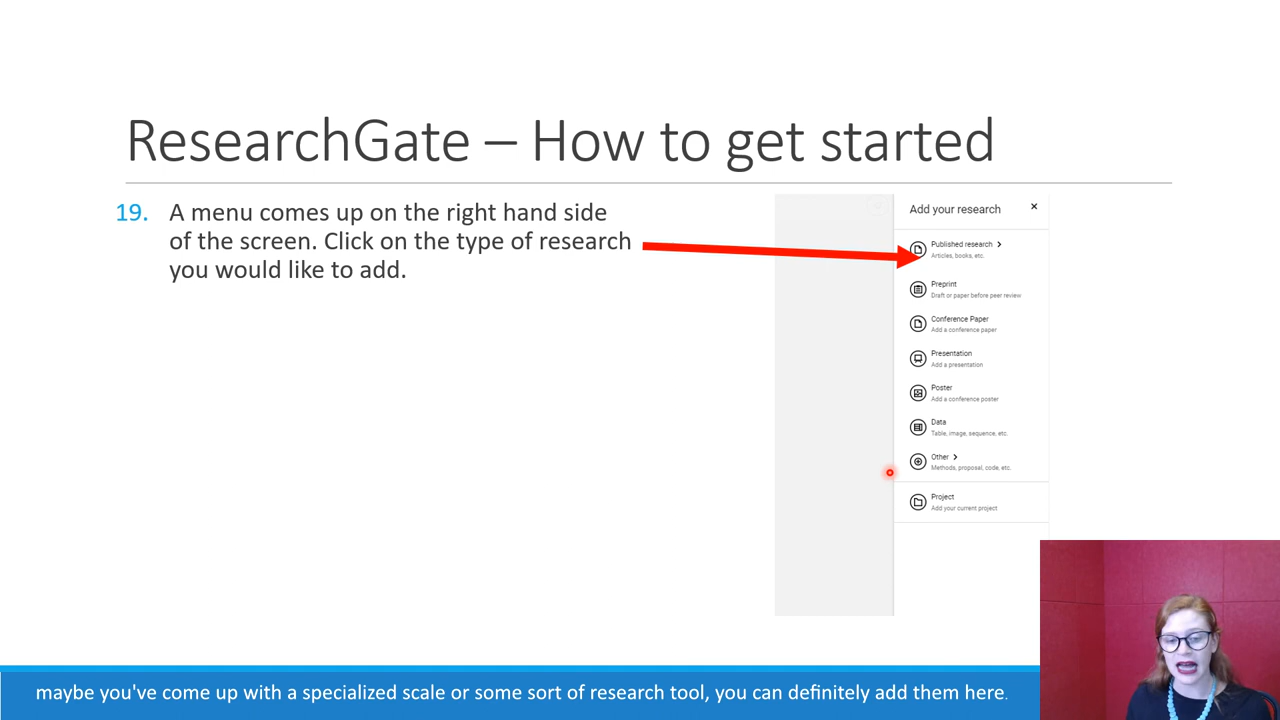 ResearchGate – How to get started
19. A menu comes up on the right hand side
of the screen. Click on the type of research
you would like to add.
Add your research
Published research
Articles, books, etc.
Preprint
Draft or paper before peer review
Conference Paper
Add a conference paper
Presentation
Add a presentation
Poster
Add a conference poster
Data
Table, image, sequence, etc.
Other
Methods, proposal, code, etc.
Project
Add your current project
maybe you've come up with a specialized scale or some sort of research tool, you can definitely add them here.